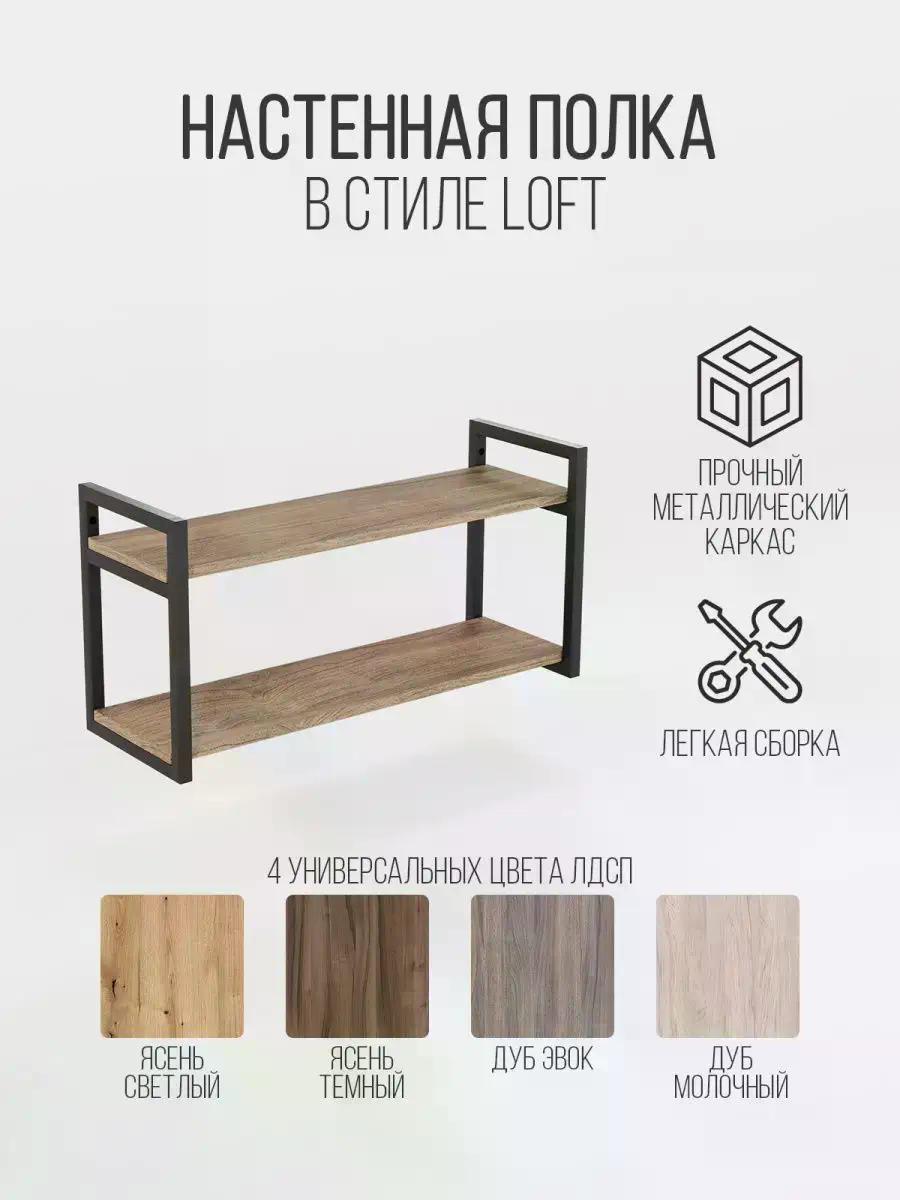 НАСТЕННАЯ ПОЛКА
В СТИЛЕ LOFT
ПРОЧНЫЙ
МЕТАЛЛИЧЕСКИЙ
КАРКАС
ЛЕГКАЯ СБОРКА
4 УНИВЕРСАЛЬНЫХ ЦВЕТА ЛДСП
ЯСЕНЬ
СВЕТЛЫЙ
ЯСЕНЬ
ТЕМНЫЙ
ДУБ ЭВОК
ДУБ
МОЛОЧНЫЙ